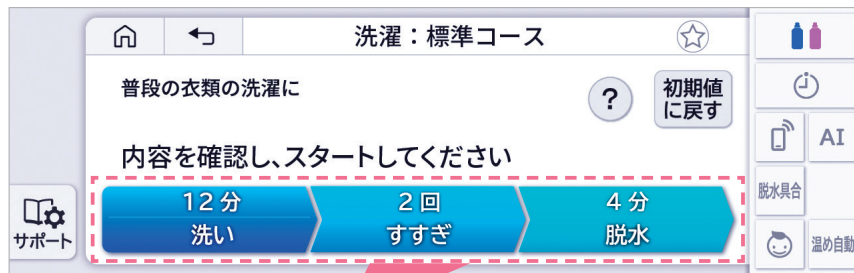 洗濯：標準コース
普段の衣類の洗濯に
?
初期値
に戻す
内容を確認し、スタートしてください
12分
洗い
2回
すすぎ
4分
脱水
サポート
AI
脱水具合
温め自動